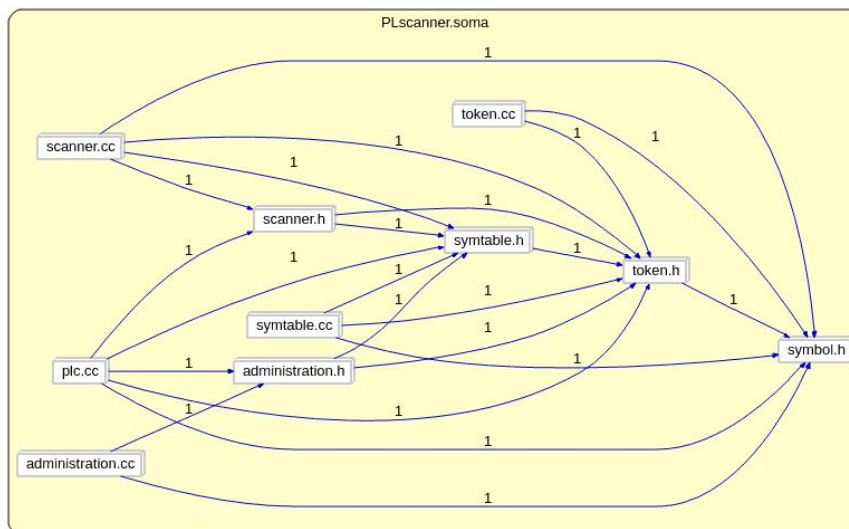 PLscanner.soma
1
token.cc
1
1
1
scanner.cc
1
1
1
scanner.h
1
symtable.h
1
1
1
1
token.h
1
1
1
symtable.cc
1
symbol.h
1
1
plc.cc
administration.h
1
1
1
administration.cc
1